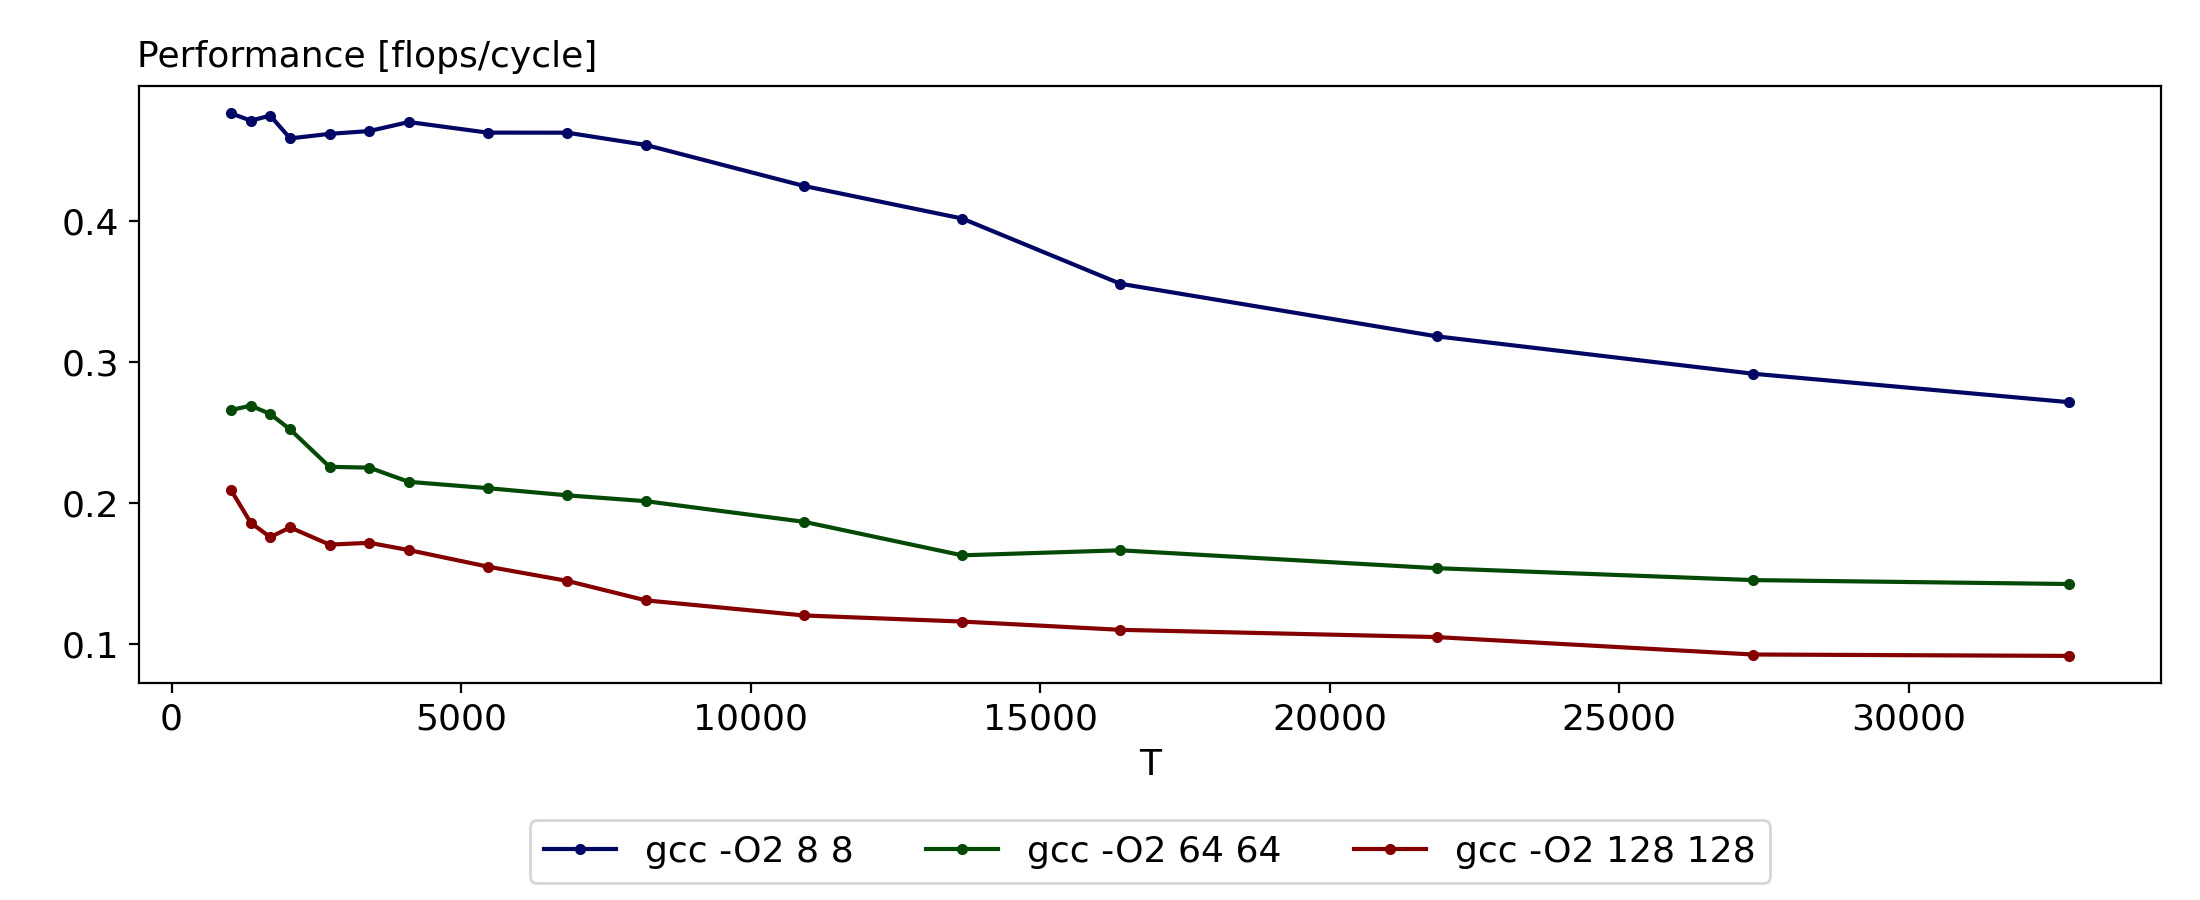 Performance [flops/cycle]
0.4
0.3
0.2
0.1
0 5000 10000 15000 20000 25000 30000
T
gcc -O2 8 8 gcc -O2 64 64 gcc -O2 128 128